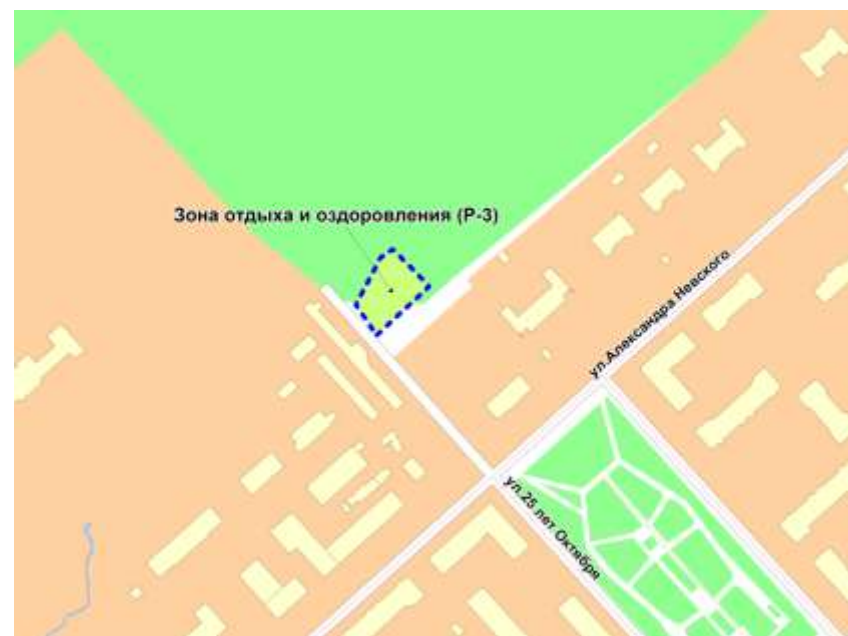 Зона отдыха и оздоровления (Р-3)
ул.Александра Невского
ул.25 лет Октября